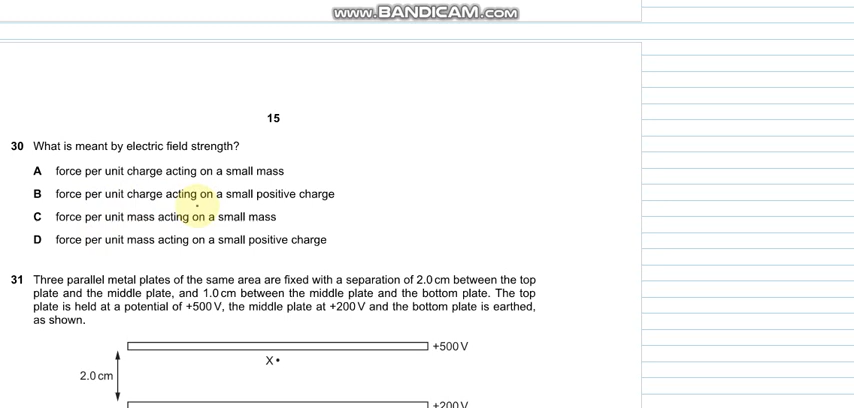 www.BANDICAM.com
15
30 What is meant by electric field strength?
A force per unit charge acting on a small mass
B force per unit charge acting on a small positive charge
C force per unit mass acting on a small mass
D force per unit mass acting on a small positive charge
31 Three parallel metal plates of the same area are fixed with a separation of 2.0 cm between the top
plate and the middle plate, and 1.0 cm between the middle plate and the bottom plate. The top
plate is held at a potential of +500 V, the middle plate at +200 V and the bottom plate is earthed,
as shown.
+500 V
X
2.0 cm
+200 V